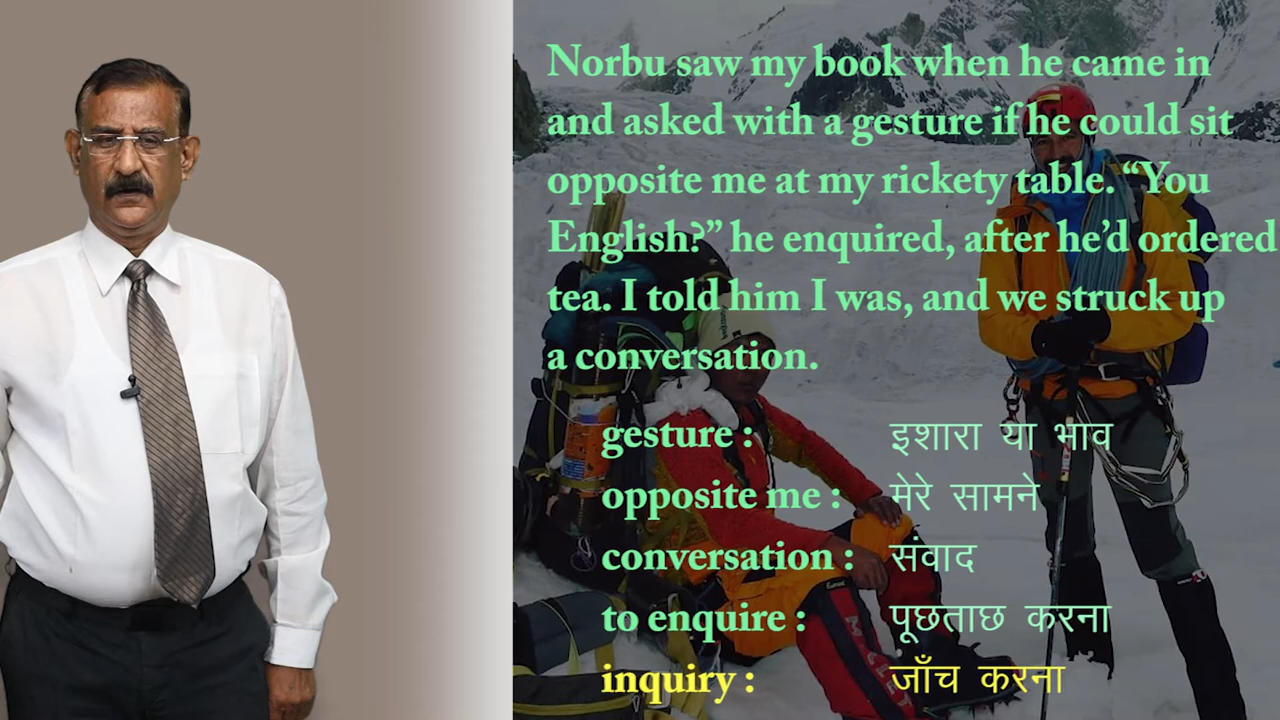 Norbu saw my book when he came in
and asked with a gesture if he could sit
opposite me at my rickety table. “You
English?” he enquired, after he’d ordered
tea. I told him I was, and we struck up
a conversation.
gesture : इशारा या भाव
opposite me : मेरे सामने
conversation : संवाद
to enquire : पूछताछ करना
inquiry : जाँच करना